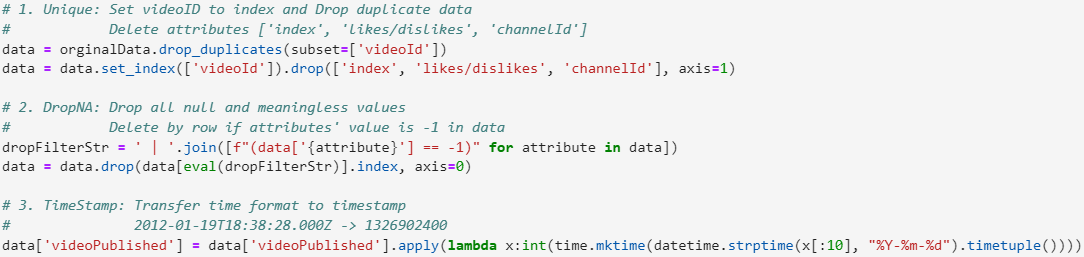 # 1. Unique: Set videoID to index and Drop duplicate data
#            Delete attributes ['index', 'likes/dislikes', 'channelId']
data = orginalData.drop_duplicates(subset=['videoId'])
data = data.set_index(['videoId']).drop(['index', 'likes/dislikes', 'channelId'], axis=1)

# 2. DropNA: Drop all null and meaningless values
#            Delete by row if attributes' value is -1 in data
dropFilterStr = ' | '.join([f"(data['{attribute}'] == -1)" for attribute in data])
data = data.drop(data[eval(dropFilterStr)].index, axis=0)

# 3. TimeStamp: Transfer time format to timestamp
#               2012-01-19T18:38:28.000Z -> 1326902400
data['videoPublished'] = data['videoPublished'].apply(lambda x:int(time.mktime(datetime.strptime(x[:10], "%Y-%m-%d").timetuple())))